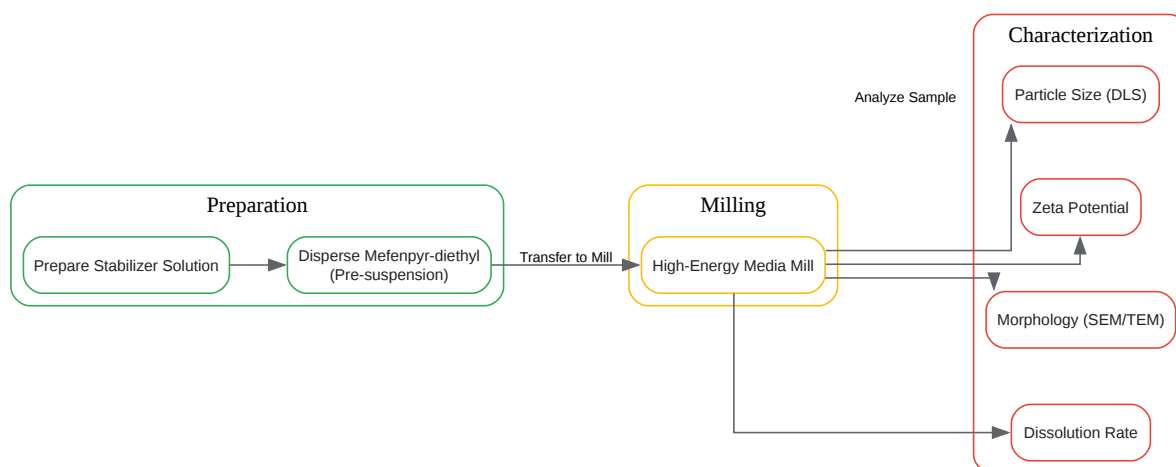 Preparation
Prepare Stabilizer Solution
Disperse Mefenpyr-diethyl
(Pre-suspension)
Transfer to Mill
Milling
High-Energy Media Mill
Analyze Sample
Characterization
Particle Size (DLS)
Zeta Potential
Morphology (SEM/TEM)
Dissolution Rate